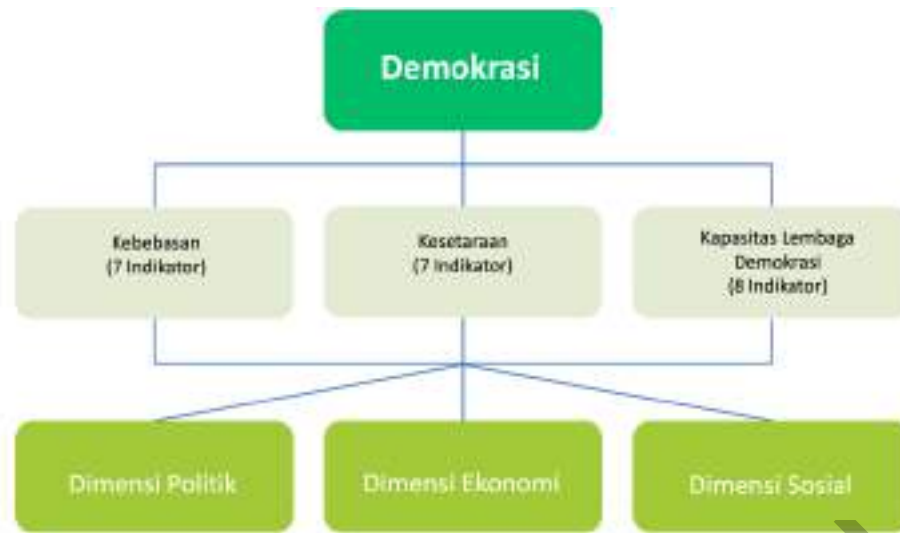 Demokrasi
Kebebasan
(7 Indikator)
Kesetaraan
(7 Indikator)
Kapasitas Lembaga
Demokrasi
(8 Indikator)
Dimensi Politik
Dimensi Ekonomi
Dimensi Sosial